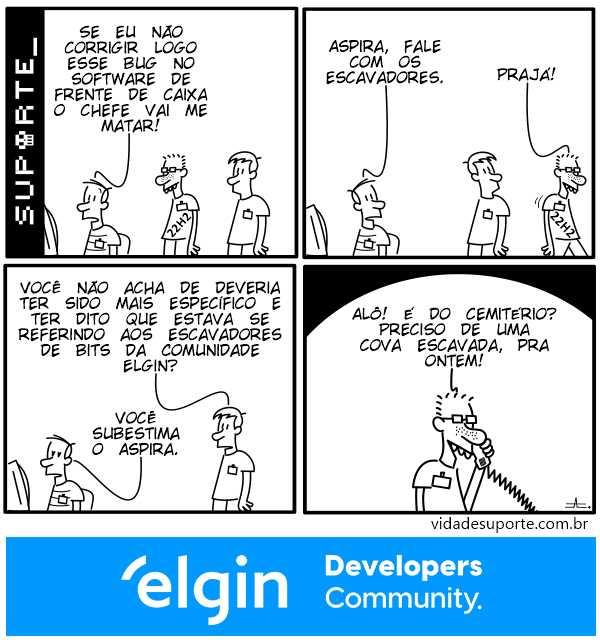 SUPORTE_
SE EU NÃO
CORRIGIR LOGO
ESSE BUG NO
SOFTWARE DE
FRENTE DE CAIXA
O CHEFE VAI ME
MATAR!
22H2
ASPIRA, FALE
COM OS
ESCAVADORES.
PRAJÁ!
22H2
VOCÊ NÃO ACHA DE DEVERIA
TER SIDO MAIS ESPECÍFICO E
TER DITO QUE ESTAVA SE
REFERINDO AOS ESCAVADORES
DE BITS DA COMUNIDADE
ELGIN?
VOCÊ
SUBESTIMA
O ASPIRA.
ALÔ! É DO CEMITÉRIO?
PRECISO DE UMA
COVA ESCAVADA, PRA
ONTEM!
vidadesuporte.com.br
elgin
Developers
Community.